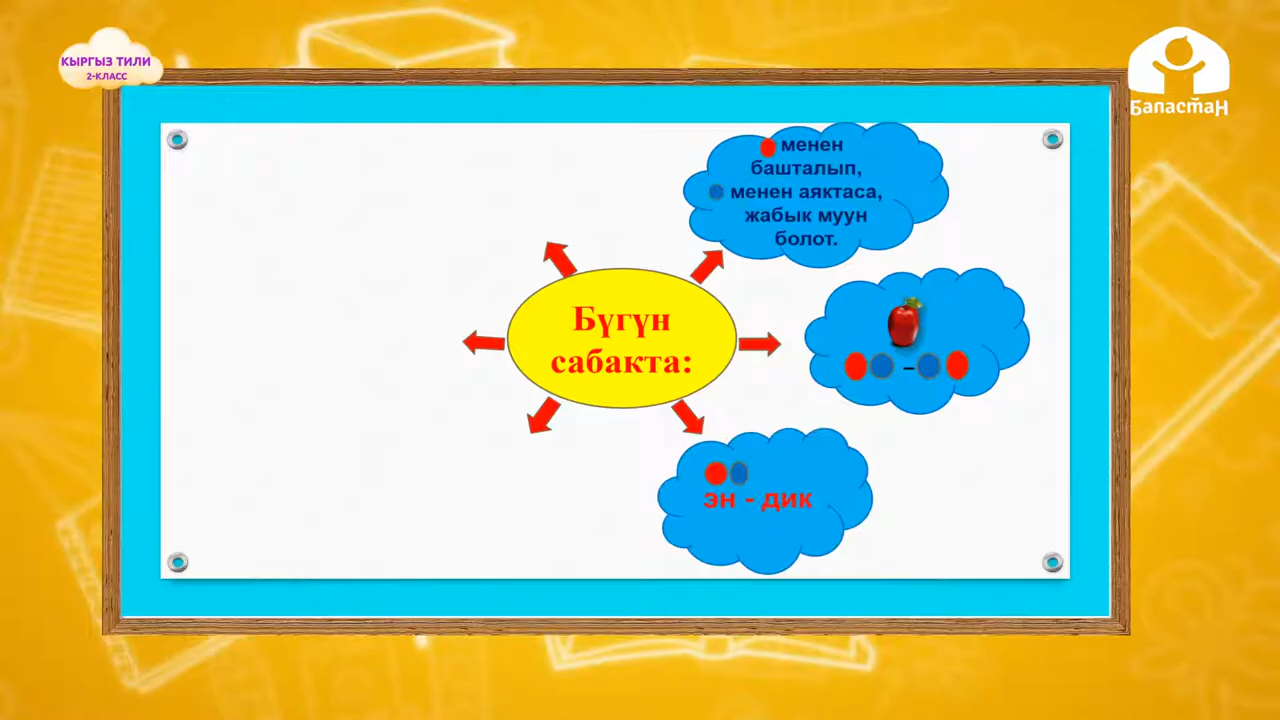 КЫРГЫЗ ТИЛИ
2-КЛАСС
Баластан
менен
башталып,
менен аяктаса,
жабык муун
болот.
Бүгүн
сабакта:
–
эн - дик